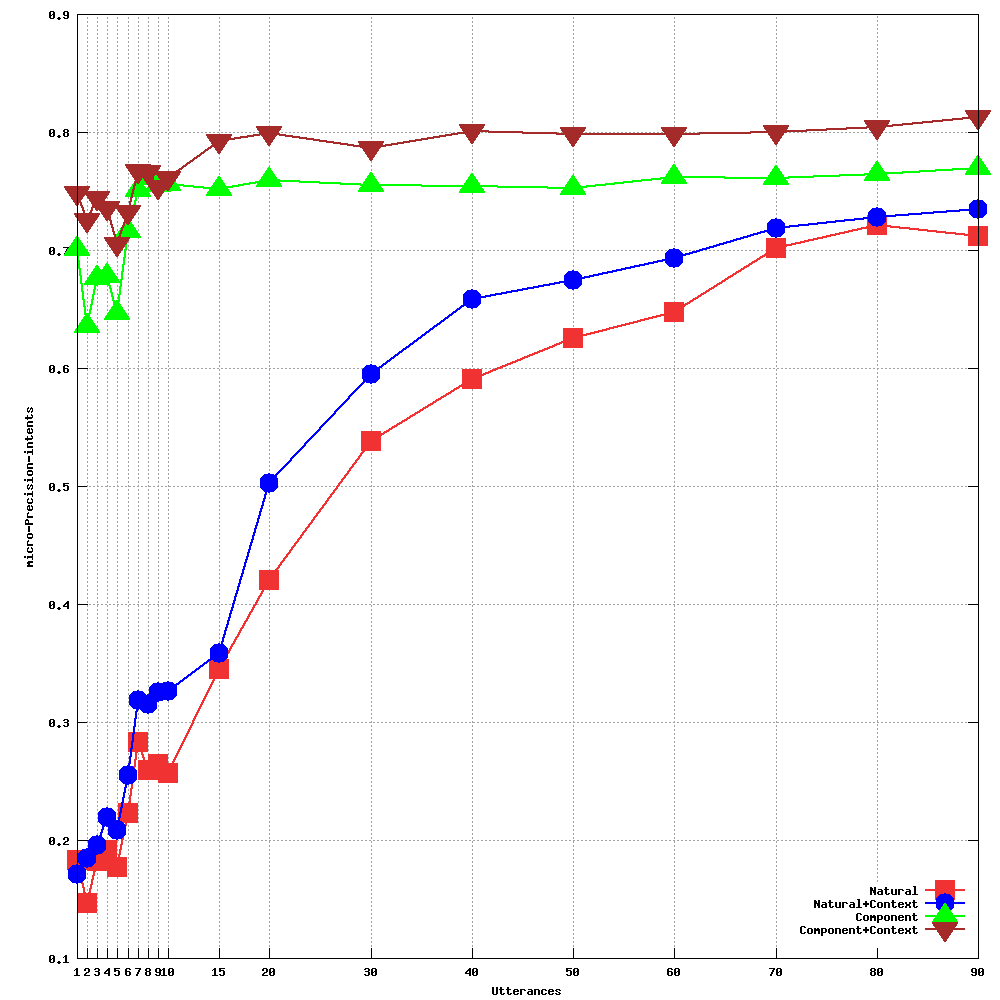 0.9
0.8
0.7
0.6
0.5
0.4
0.3
0.2
0.1
micro-Precision-intents
Natural
Natural+Context
Component
Component+Context
1 2 3 4 5 6 7 8 9 10 15 20 30 40 50 60 70 80 90
Utterances